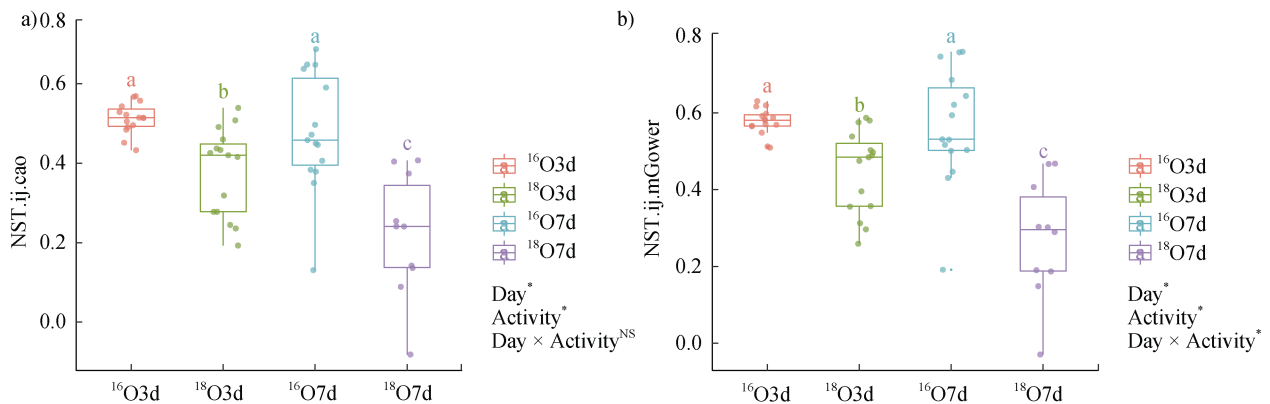 a)
NST.ij.cao
0.8
0.6
0.4
0.2
0.0
a
b
a
c
¹⁶O3d
¹⁸O3d
¹⁶O7d
¹⁸O7d
a ¹⁶O3d
a ¹⁸O3d
a ¹⁶O7d
a ¹⁸O7d
Day*
Activity*
Day × Activity^NS
b)
NST.ij.mGower
0.8
0.6
0.4
0.2
0.0
a
b
a
c
¹⁶O3d
¹⁸O3d
¹⁶O7d
¹⁸O7d
a ¹⁶O3d
a ¹⁸O3d
a ¹⁶O7d
a ¹⁸O7d
Day*
Activity*
Day × Activity*